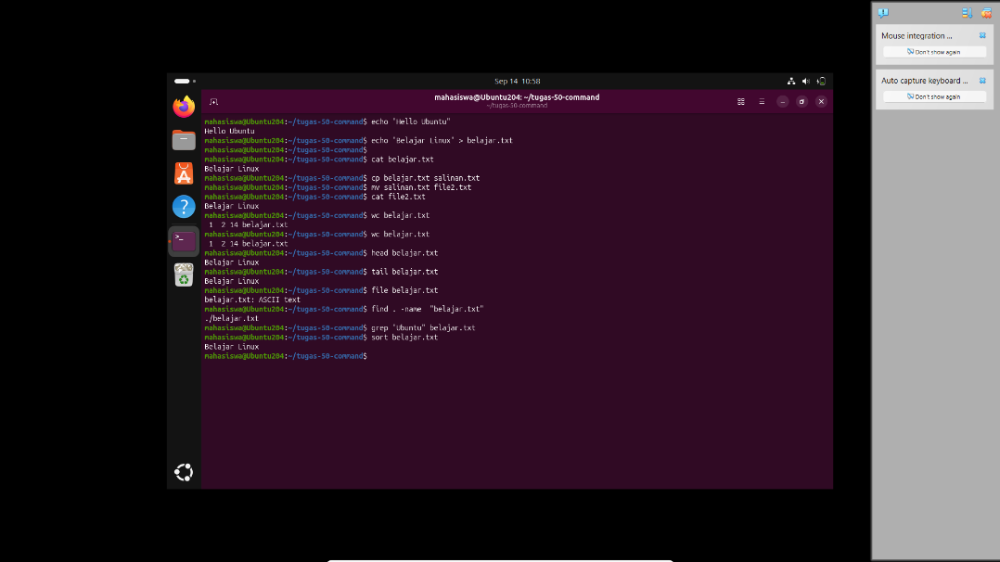 Sep 14 10:58
mahasiswa@Ubuntu204: ~/tugas-50-command
~/tugas-50-command
mahasiswa@Ubuntu204:~/tugas-50-command$ echo "Hello Ubuntu"
Hello Ubuntu
mahasiswa@Ubuntu204:~/tugas-50-command$ echo "Belajar Linux" > belajar.txt
mahasiswa@Ubuntu204:~/tugas-50-command$
mahasiswa@Ubuntu204:~/tugas-50-command$ cat belajar.txt
Belajar Linux
mahasiswa@Ubuntu204:~/tugas-50-command$ cp belajar.txt salinan.txt
mahasiswa@Ubuntu204:~/tugas-50-command$ mv salinan.txt file2.txt
mahasiswa@Ubuntu204:~/tugas-50-command$ cat file2.txt
Belajar Linux
mahasiswa@Ubuntu204:~/tugas-50-command$ wc belajar.txt
1 2 14 belajar.txt
mahasiswa@Ubuntu204:~/tugas-50-command$ wc belajar.txt
1 2 14 belajar.txt
mahasiswa@Ubuntu204:~/tugas-50-command$ head belajar.txt
Belajar Linux
mahasiswa@Ubuntu204:~/tugas-50-command$ tail belajar.txt
Belajar Linux
mahasiswa@Ubuntu204:~/tugas-50-command$ file belajar.txt
belajar.txt: ASCII text
mahasiswa@Ubuntu204:~/tugas-50-command$ find . -name  "belajar.txt"
./belajar.txt
mahasiswa@Ubuntu204:~/tugas-50-command$ grep "Ubuntu" belajar.txt
mahasiswa@Ubuntu204:~/tugas-50-command$ sort belajar.txt
Belajar Linux
mahasiswa@Ubuntu204:~/tugas-50-command$
Mouse integration ...
Don't show again
Auto capture keyboard ...
Don't show again